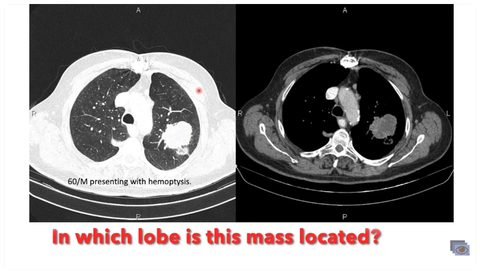 A
A
R
R
L
60/M presenting with hemoptysis.
P
P
In which lobe is this mass located?